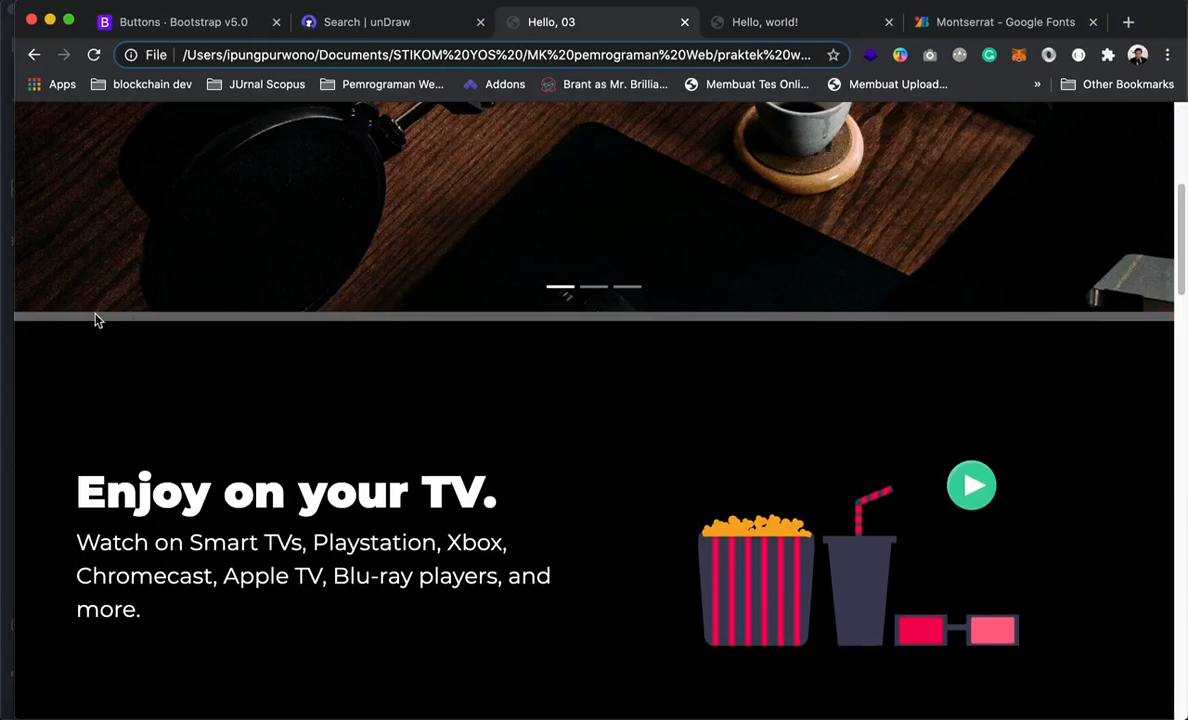 Buttons · Bootstrap v5.0
Search | unDraw
Hello, 03
Hello, world!
Montserrat - Google Fonts
File
/Users/ipungpurwono/Documents/STIKOM%20YOS%20/MK%20pemrograman%20Web/praktek%20w...
Apps
blockchain dev
JUrnal Scopus
Pemrograman We...
Addons
Brant as Mr. Brillia...
Membuat Tes Onlin...
Membuat Upload...
»
Other Bookmarks
Enjoy on your TV.
Watch on Smart TVs, Playstation, Xbox,
Chromecast, Apple TV, Blu-ray players, and
more.